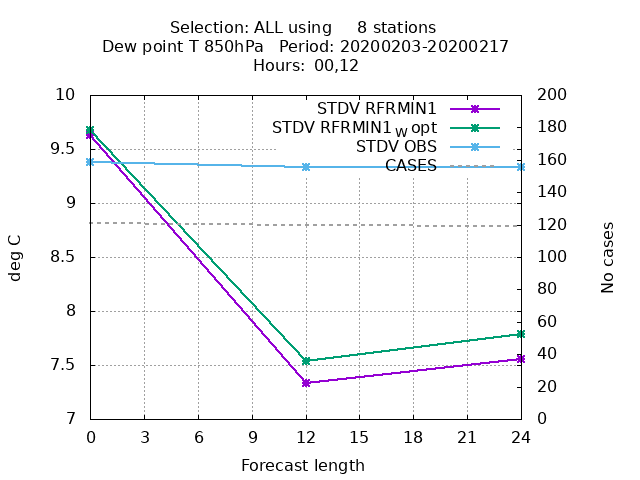 Selection: ALL using     8 stations
Dew point T 850hPa   Period: 20200203-20200217
Hours: 00,12
STDV RFRMIN1
STDV RFRMIN1 w opt
STDV OBS
CASES
deg C
10
9.5
9
8.5
8
7.5
7
200
180
160
140
120
100
80
60
40
20
0
No cases
0 3 6 9 12 15 18 21 24
Forecast length